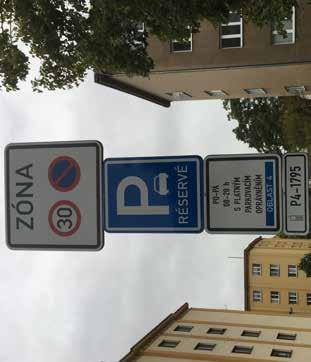 ZÓNA
30
P
RÉSERVÉ
PO-PÁ
08-20 h
S PLATNÝM
PARKOVACÍM
OPRÁVNĚNÍM
OBLAST 4
P4-1795